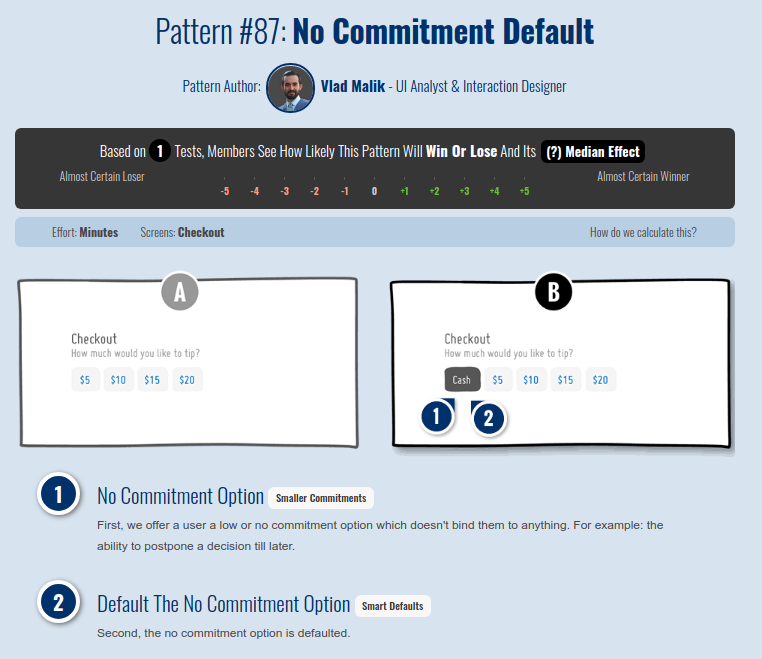 Pattern #87: No Commitment Default
Pattern Author: Vlad Malik - UI Analyst & Interaction Designer
Based on 1 Tests, Members See How Likely This Pattern Will Win Or Lose And Its (?) Median Effect
Almost Certain Loser
-5 -4 -3 -2 -1 0 +1 +2 +3 +4 +5
Almost Certain Winner
Effort: Minutes Screens: Checkout How do we calculate this?
A
Checkout
How much would you like to tip?
$5 $10 $15 $20
B
Checkout
How much would you like to tip?
Cash $5 $10 $15 $20
1 2
1 No Commitment Option Smaller Commitments
First, we offer a user a low or no commitment option which doesn't bind them to anything. For example: the
ability to postpone a decision till later.
2 Default The No Commitment Option Smart Defaults
Second, the no commitment option is defaulted.